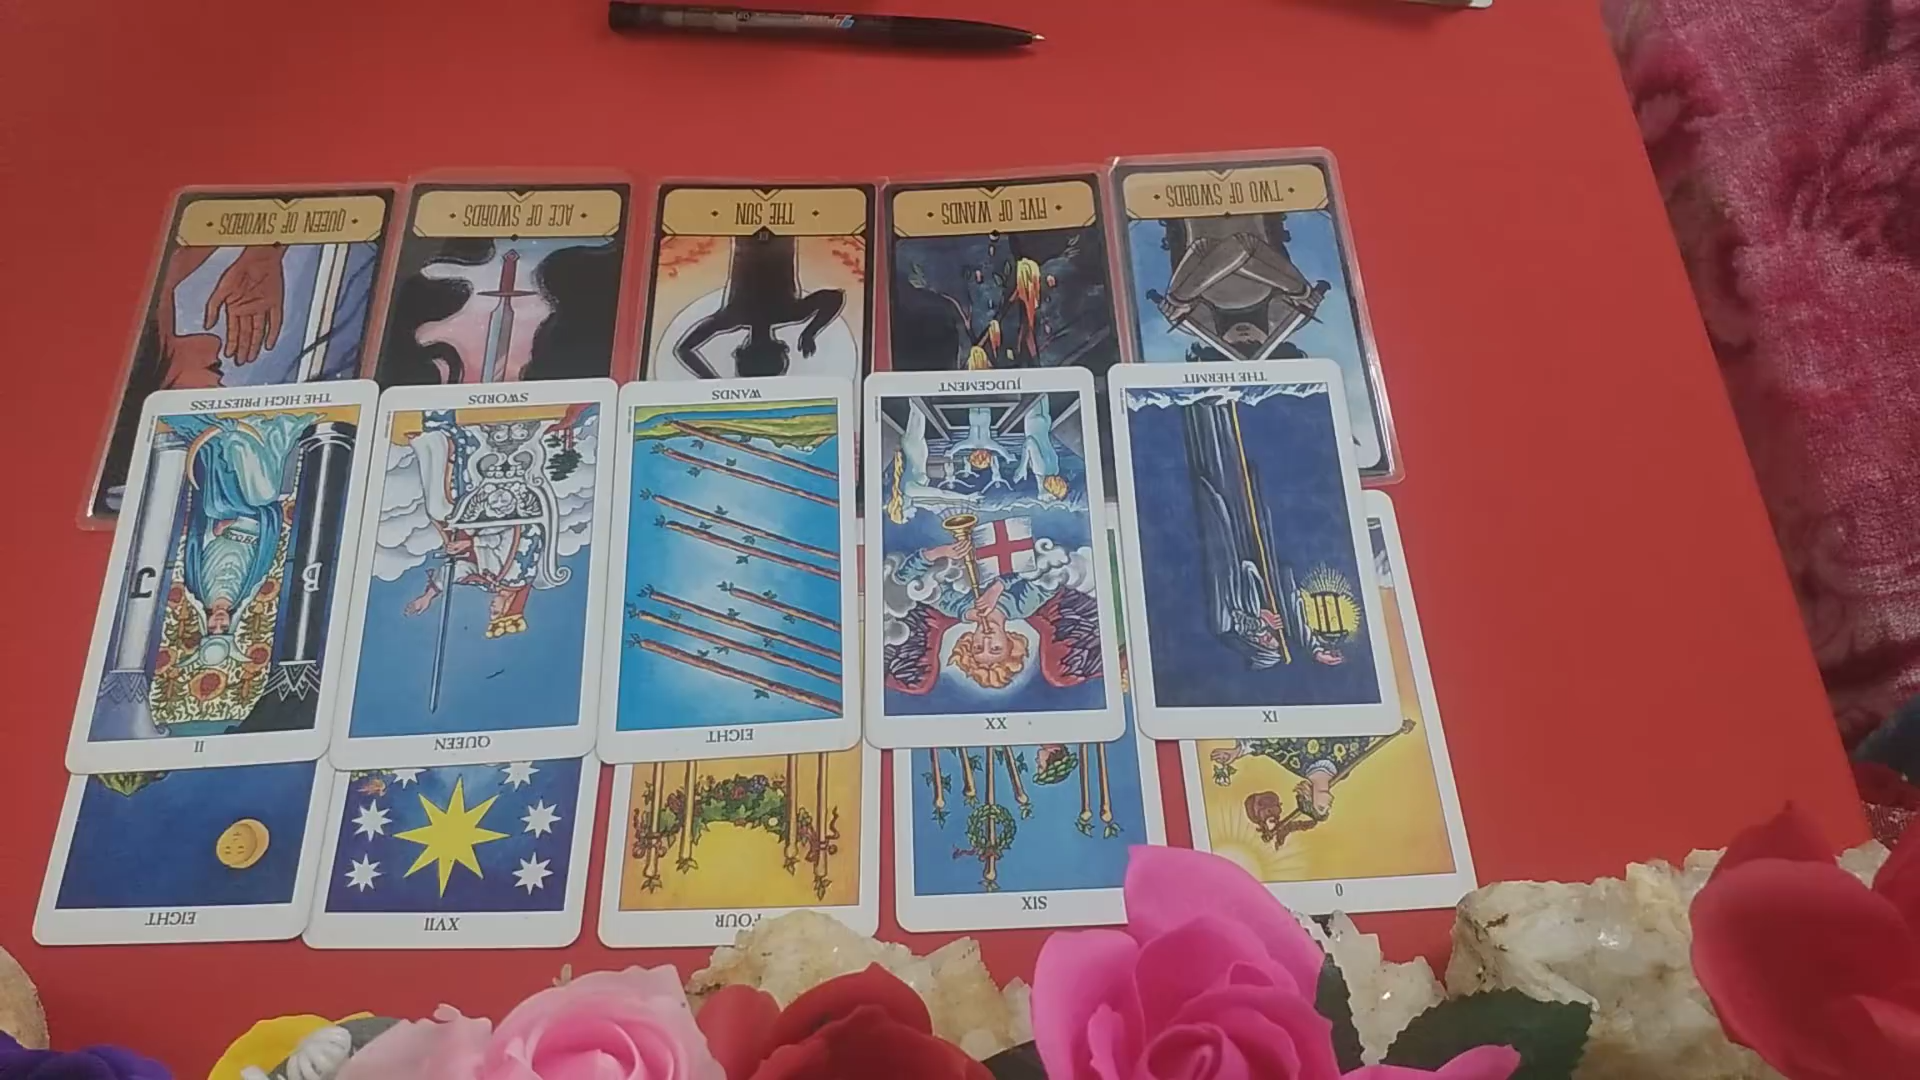 QUEEN OF SWORDS
ACE OF SWORDS
THE SUN
FIVE OF WANDS
TWO OF SWORDS
THE HIGH PRIESTESS
SWORDS
WANDS
JUDGEMENT
THE HERMIT
J
B
II
QUEEN
EIGHT
XX
IX
EIGHT
XVII
FOUR
SIX
0